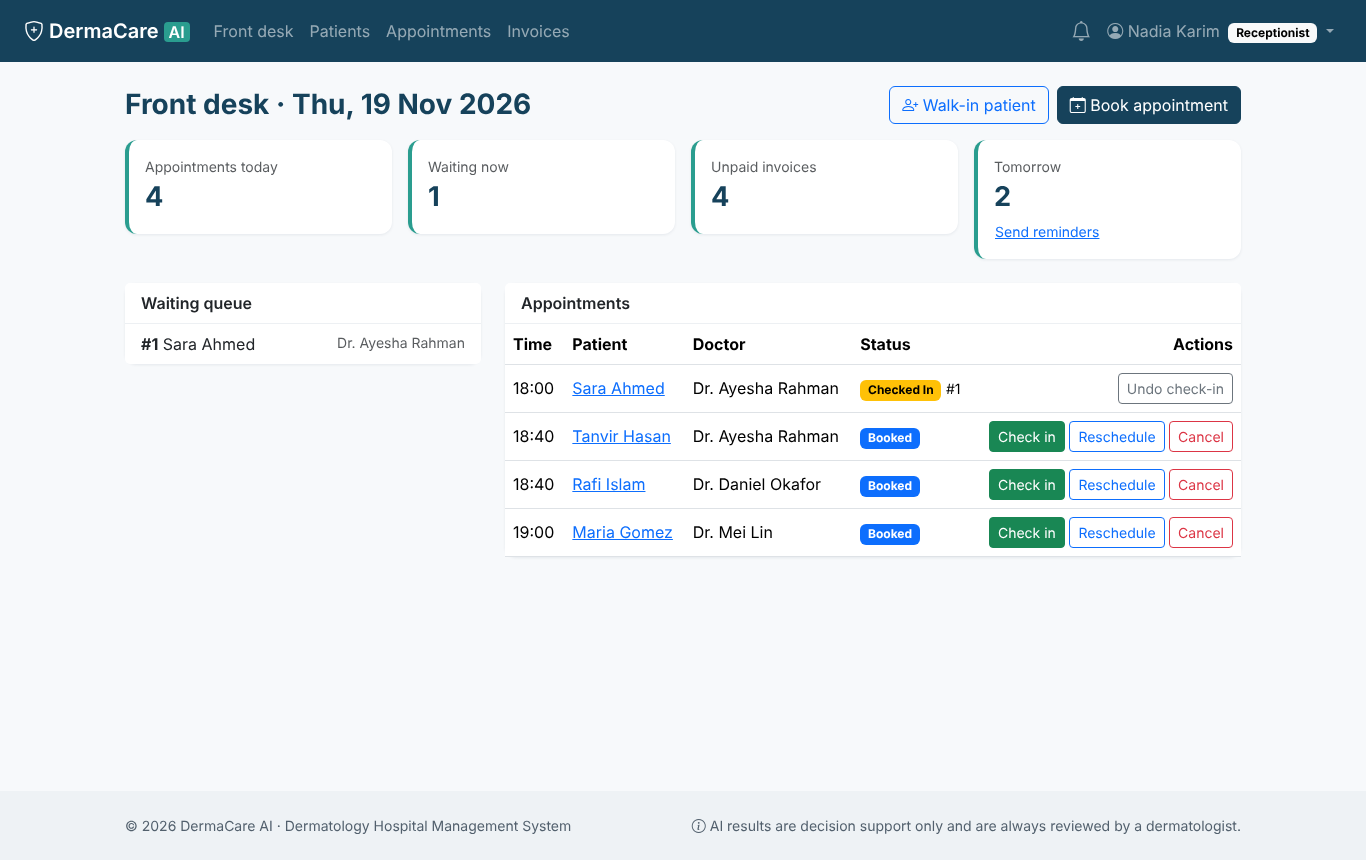 DermaCare AI Front desk Patients Appointments Invoices Nadia Karim Receptionist
Front desk · Thu, 19 Nov 2026 Walk-in patient Book appointment
Appointments today
4
Waiting now
1
Unpaid invoices
4
Tomorrow
2
Send reminders
Waiting queue
#1 Sara Ahmed Dr. Ayesha Rahman
Appointments
Time Patient Doctor Status Actions
18:00 Sara Ahmed Dr. Ayesha Rahman Checked In #1 Undo check-in
18:40 Tanvir Hasan Dr. Ayesha Rahman Booked Check in Reschedule Cancel
18:40 Rafi Islam Dr. Daniel Okafor Booked Check in Reschedule Cancel
19:00 Maria Gomez Dr. Mei Lin Booked Check in Reschedule Cancel
© 2026 DermaCare AI · Dermatology Hospital Management System AI results are decision support only and are always reviewed by a dermatologist.